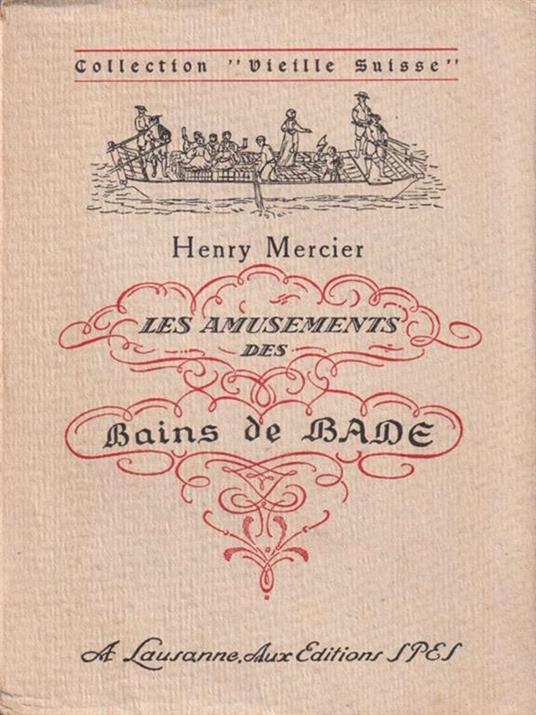 Collection "Vieille Suisse"
Henry Mercier
LES AMUSEMENTS
DES
Bains de BADE
A Lausanne, Aux Editions SPES